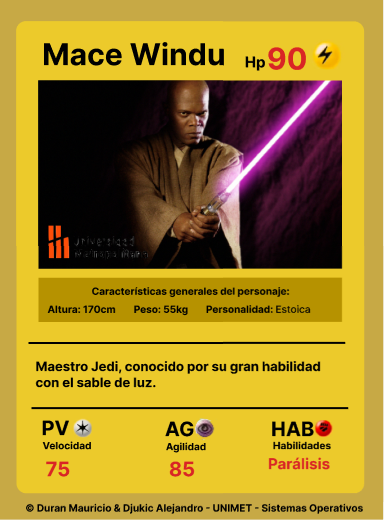 Mace Windu Hp 90
Universidad
Características generales del personaje:
Altura: 170cm Peso: 55kg Personalidad: Estoica
Maestro Jedi, conocido por su gran habilidad
con el sable de luz.
PV AG HAB
Velocidad Agilidad Habilidades
75 85 Parálisis
© Duran Mauricio & Djukic Alejandro - UNIMET - Sistemas Operativos